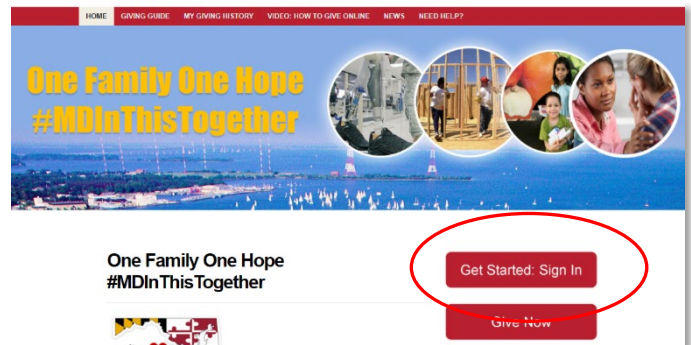 HOME GIVING GUIDE MY GIVING HISTORY VIDEO: HOW TO GIVE ONLINE NEWS NEED HELP?
One Family One Hope
#MDInThisTogether
One Family One Hope
#MDInThisTogether
Get Started: Sign In
Give Now